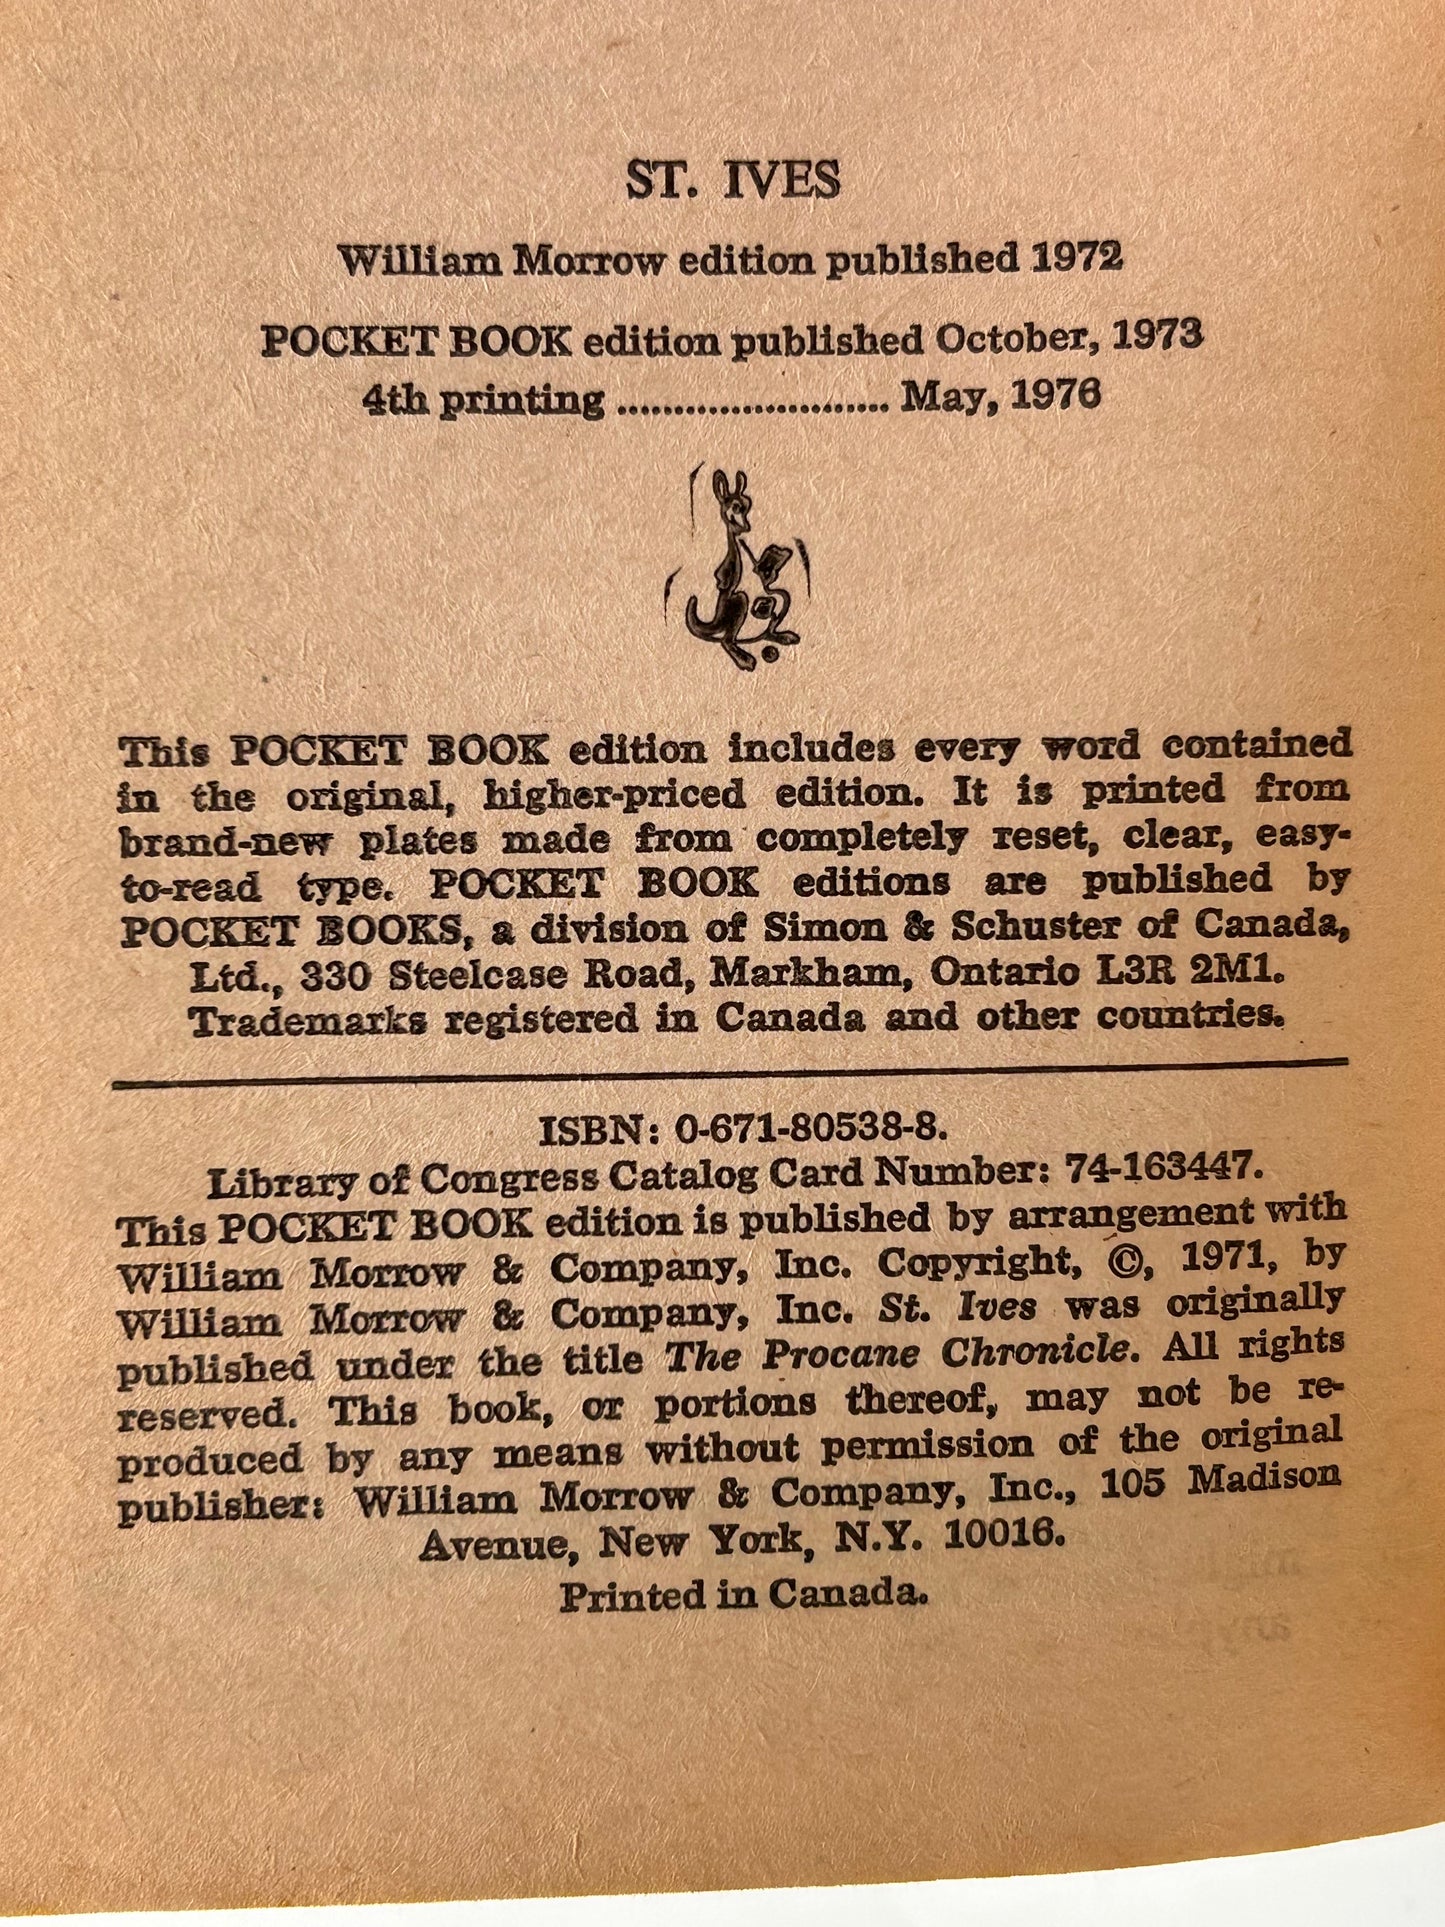 ST. IVES
William Morrow edition published 1972
POCKET BOOK edition published October, 1973
4th printing ........................ May, 1976
This POCKET BOOK edition includes every word contained
in the original, higher-priced edition. It is printed from
brand-new plates made from completely reset, clear, easy-
to-read type. POCKET BOOK editions are published by
POCKET BOOKS, a division of Simon & Schuster of Canada,
Ltd., 330 Steelcase Road, Markham, Ontario L3R 2M1.
Trademarks registered in Canada and other countries.
ISBN: 0-671-80538-8.
Library of Congress Catalog Card Number: 74-163447.
This POCKET BOOK edition is published by arrangement with
William Morrow & Company, Inc. Copyright, ©, 1971, by
William Morrow & Company, Inc. St. Ives was originally
published under the title The Procane Chronicle. All rights
reserved. This book, or portions thereof, may not be re-
produced by any means without permission of the original
publisher: William Morrow & Company, Inc., 105 Madison
Avenue, New York, N.Y. 10016.
Printed in Canada.